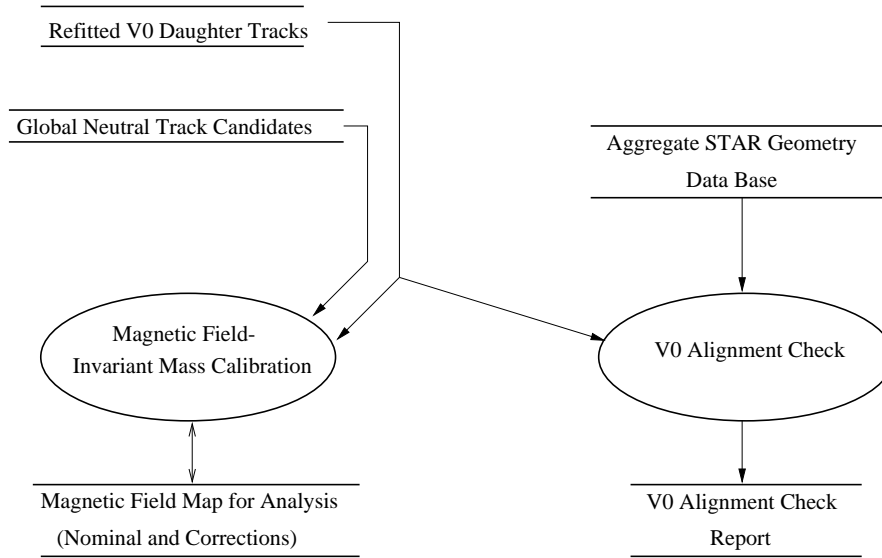 Refitted V0 Daughter Tracks
Global Neutral Track Candidates
Aggregate STAR Geometry
Data Base
Magnetic Field-
Invariant Mass Calibration
V0 Alignment Check
Magnetic Field Map for Analysis
(Nominal and Corrections)
V0 Alignment Check
Report